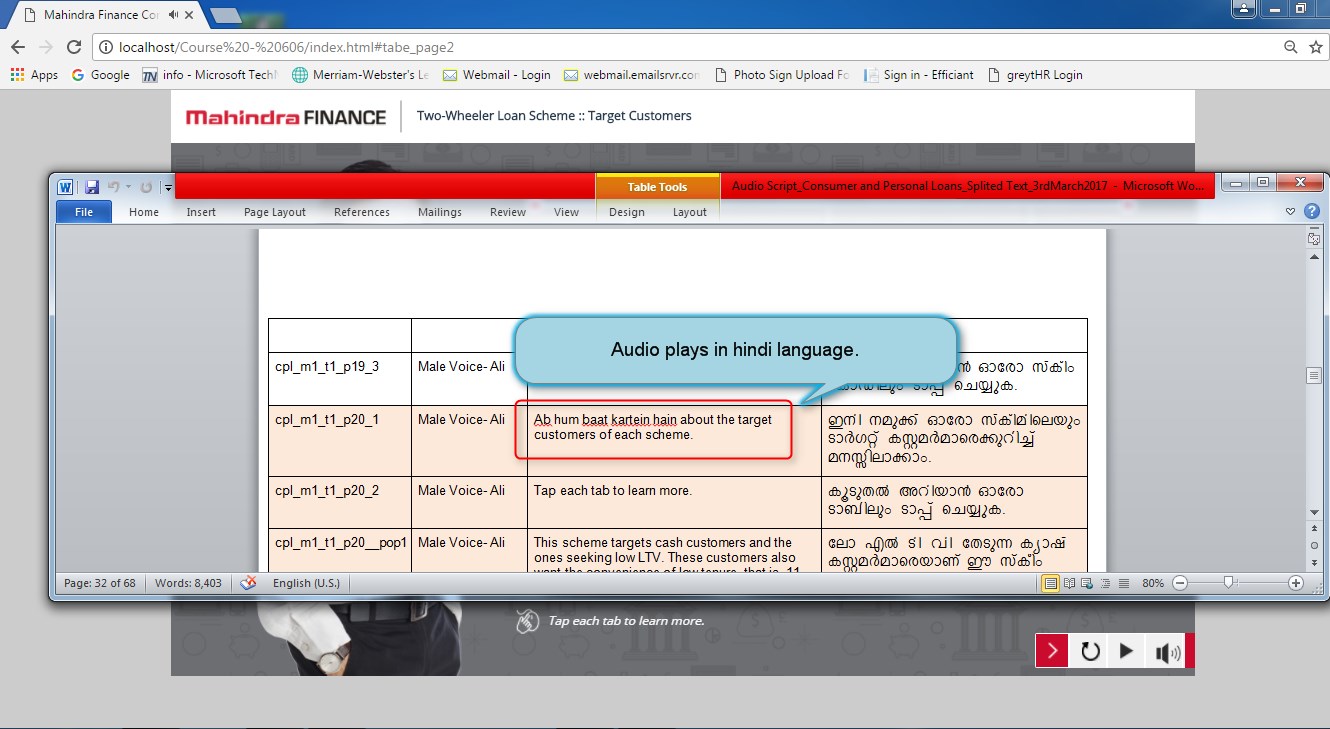 Mahindra Finance Con
localhost/Course%20-%20606/index.html#tabe_page2
Apps Google info - Microsoft Tech Merriam-Webster's Le Webmail - Login webmail.emailsrvr.com Photo Sign Upload Fo Sign in - Efficiant greytHR Login
Mahindra FINANCE Two-Wheeler Loan Scheme :: Target Customers
Table Tools Audio Script_Consumer and Personal Loans_Splited Text_3rdMarch2017 - Microsoft Wo...
File Home Insert Page Layout References Mailings Review View Design Layout
Audio plays in hindi language.
cpl_m1_t1_p19_3 Male Voice- Ali ഓരോ സ്കീം
ടാപ്പ് ചെയ്യുക.
cpl_m1_t1_p20_1 Male Voice- Ali Ab hum baat kartein hain about the target
customers of each scheme.
ഇനി നമുക്ക് ഓരോ സ്കീമിലെയും
ടാർഗറ്റ് കസ്റ്റമർമാരെക്കുറിച്ച്
മനസ്സിലാക്കാം.
cpl_m1_t1_p20_2 Male Voice- Ali Tap each tab to learn more.
കൂടുതൽ അറിയാൻ ഓരോ
ടാബിലും ടാപ്പ് ചെയ്യുക.
cpl_m1_t1_p20__pop1 Male Voice- Ali This scheme targets cash customers and the
ones seeking low LTV. These customers also
want the convenience of low tenure, that is, 11
ലോ എൽ ടി വി തേടുന്ന ക്യാഷ്
കസ്റ്റമർമാരെയാണ് ഈ സ്കീം
Page: 32 of 68 Words: 8,403 English (U.S.) 80%
Tap each tab to learn more.